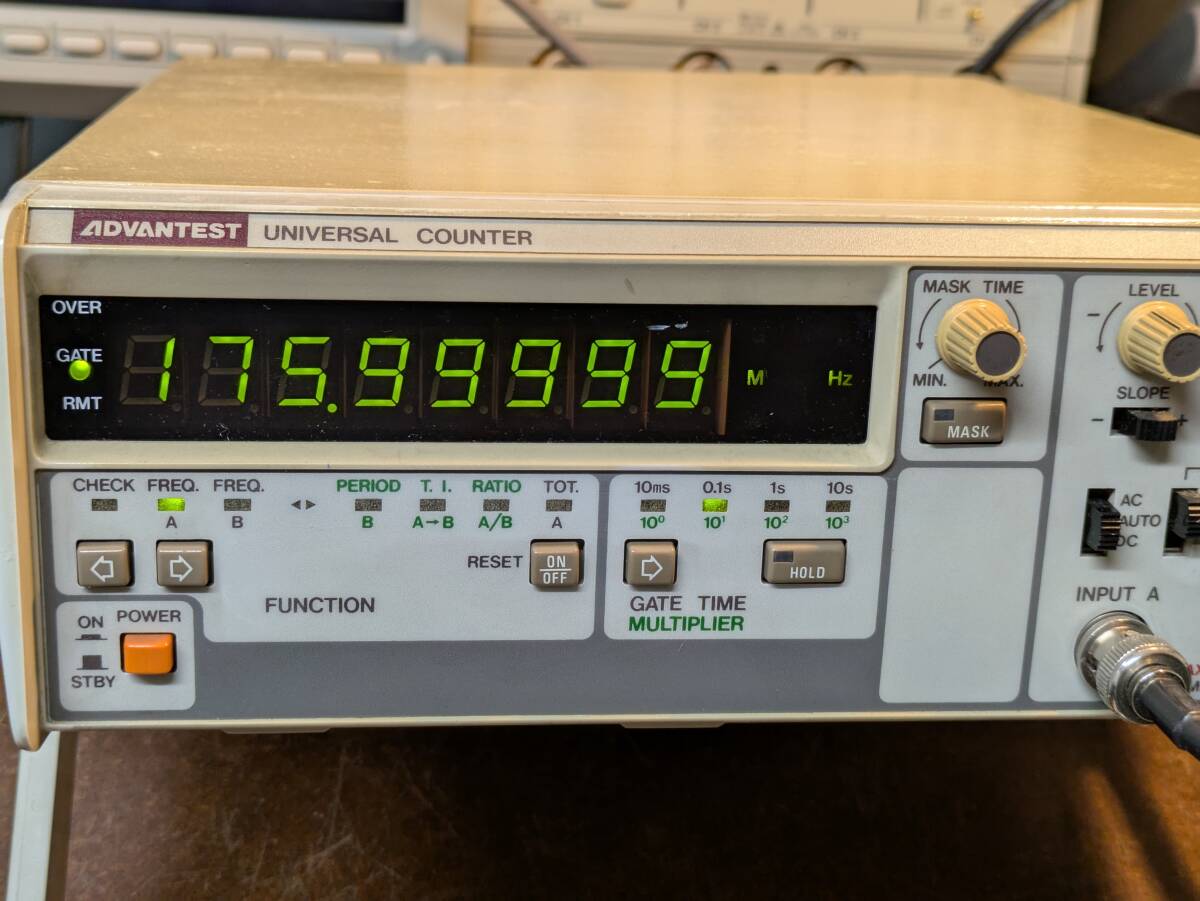 ADVANTEST UNIVERSAL COUNTER
OVER
GATE
RMT
175.99999
M Hz
MASK TIME
MIN. MAX.
MASK
LEVEL
−
SLOPE
− +
CHECK FREQ. FREQ. PERIOD T. I. RATIO TOT.
A B B A→B A/B A
RESET ON
OFF
FUNCTION
10ms 0.1s 1s 10s
10⁰ 10¹ 10² 10³
HOLD
GATE TIME
MULTIPLIER
ON POWER
STBY
AC
AUTO
DC
INPUT A